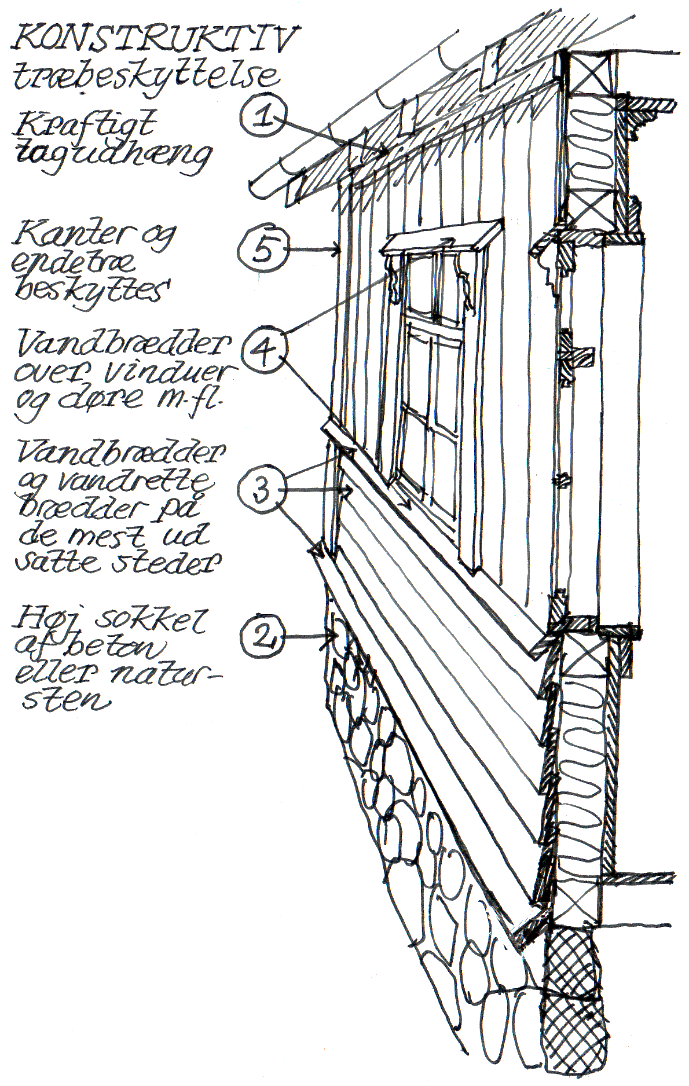 KONSTRUKTIV
træbeskyttelse
Kraftigt
tagudhæng
1
Kanter og
endetræ
beskyttes
5
Vandbrædder
over vinduer
og døre m.fl.
4
Vandbrædder
og vandrette
brædder på
de mest ud
satte steder
3
Høj sokkel
af beton
eller natur-
sten
2